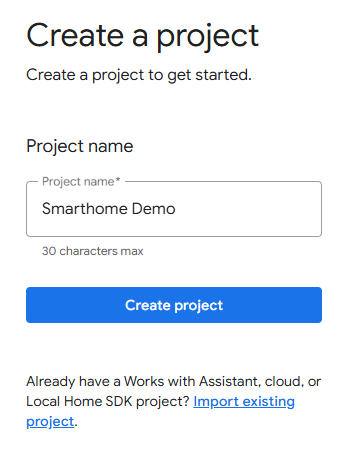 Create a project
Create a project to get started.
Project name
Project name*
Smarthome Demo
30 characters max
Create project
Already have a Works with Assistant, cloud, or
Local Home SDK project? Import existing
project.